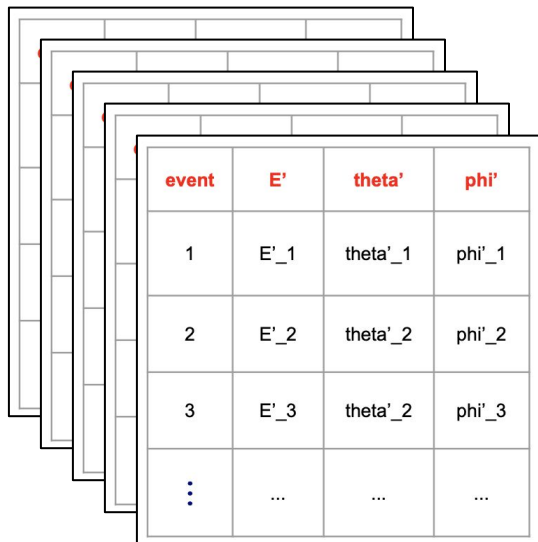 event E' theta' phi'
1 E'_1 theta'_1 phi'_1
2 E'_2 theta'_2 phi'_2
3 E'_3 theta'_2 phi'_3
⋮ ... ... ...